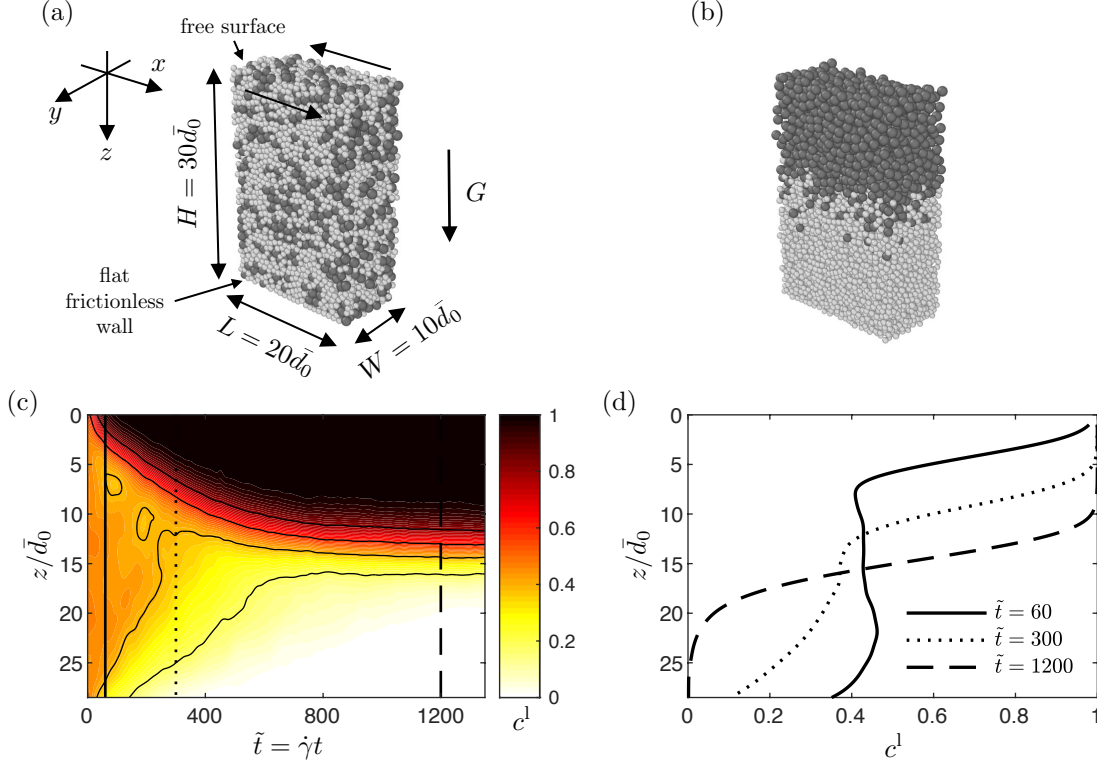 (a)
free surface
x
y
z
H = 30d̄₀
G
flat
frictionless
wall
L = 20d̄₀
W = 10d̄₀
(b)
(c)
0
5
10
15
20
25
z/d̄₀
0 400 800 1200
t̃ = γ̇t
1
0.8
0.6
0.4
0.2
0
cˡ
(d)
0
5
10
15
20
25
z/d̄₀
t̃ = 60
t̃ = 300
t̃ = 1200
0 0.2 0.4 0.6 0.8 1
cˡ